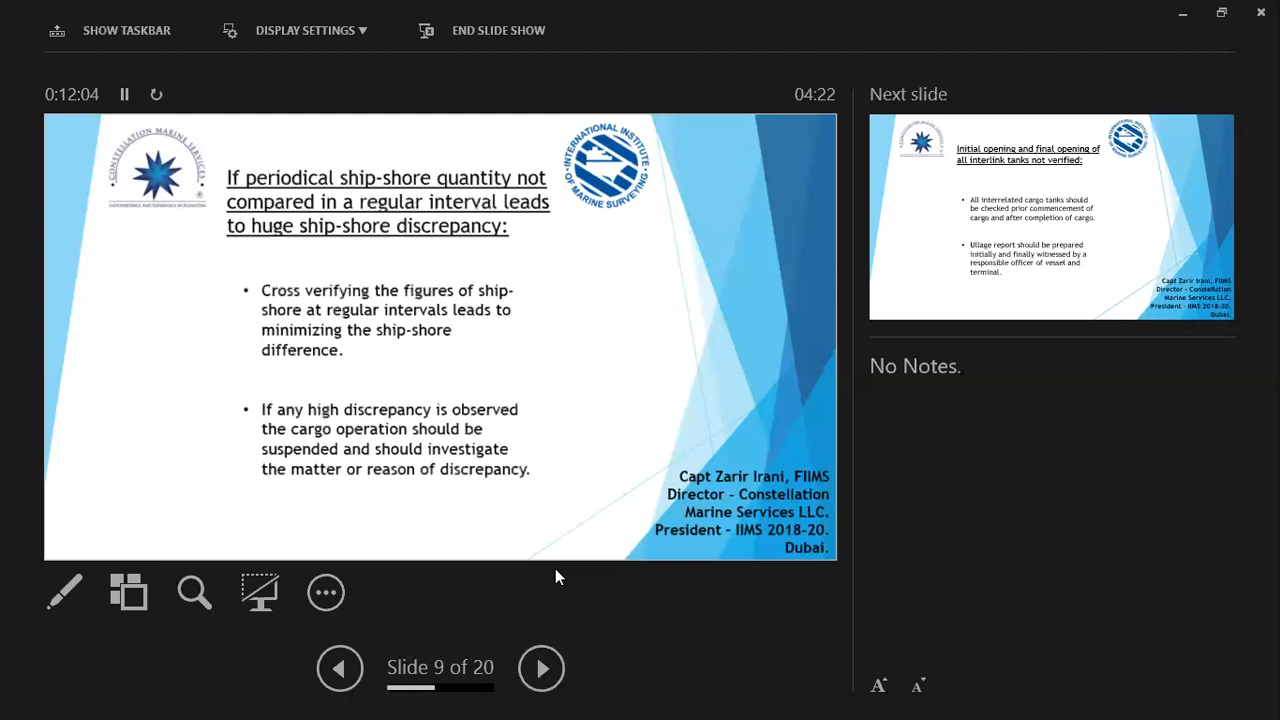 SHOW TASKBAR
DISPLAY SETTINGS ▼
END SLIDE SHOW
0:12:04
04:22
Next slide
CONSTELLATION MARINE SERVICES
INDEPENDENCE AND EXPERIENCE IN SURVEYING
INTERNATIONAL INSTITUTE
OF MARINE SURVEYING
If periodical ship-shore quantity not
compared in a regular interval leads
to huge ship-shore discrepancy:
• Cross verifying the figures of ship-
shore at regular intervals leads to
minimizing the ship-shore
difference.
• If any high discrepancy is observed
the cargo operation should be
suspended and should investigate
the matter or reason of discrepancy.
Capt Zarir Irani, FIIMS
Director – Constellation
Marine Services LLC.
President – IIMS 2018-20.
Dubai.
Initial opening and final opening of
all interlink tanks not verified:
• All interrelated cargo tanks should
be checked prior commencement of
cargo and after completion of cargo.
• Ullage report should be prepared
initially and finally witnessed by a
responsible officer of vessel and
terminal.
Capt Zarir Irani, FIIMS
Director – Constellation
Marine Services LLC.
President – IIMS 2018-20.
Dubai.
No Notes.
Slide 9 of 20
A A